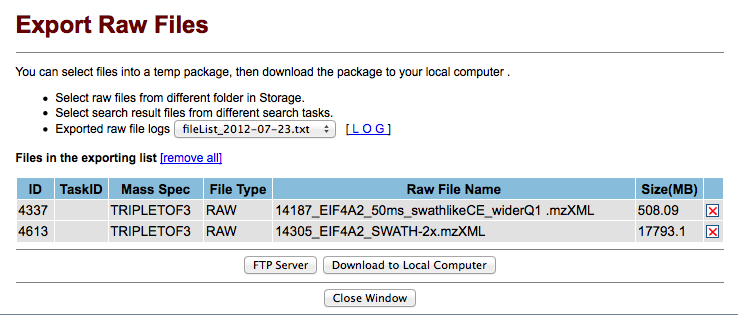 Export Raw Files
You can select files into a temp package, then download the package to your local computer .
• Select raw files from different folder in Storage.
• Select search result files from different search tasks.
• Exported raw file logs fileList_2012-07-23.txt [ L O G ]
Files in the exporting list [remove all]
ID TaskID Mass Spec File Type Raw File Name Size(MB)
4337 TRIPLETOF3 RAW 14187_EIF4A2_50ms_swathlikeCE_widerQ1 .mzXML 508.09
4613 TRIPLETOF3 RAW 14305_EIF4A2_SWATH-2x.mzXML 17793.1
FTP Server Download to Local Computer
Close Window